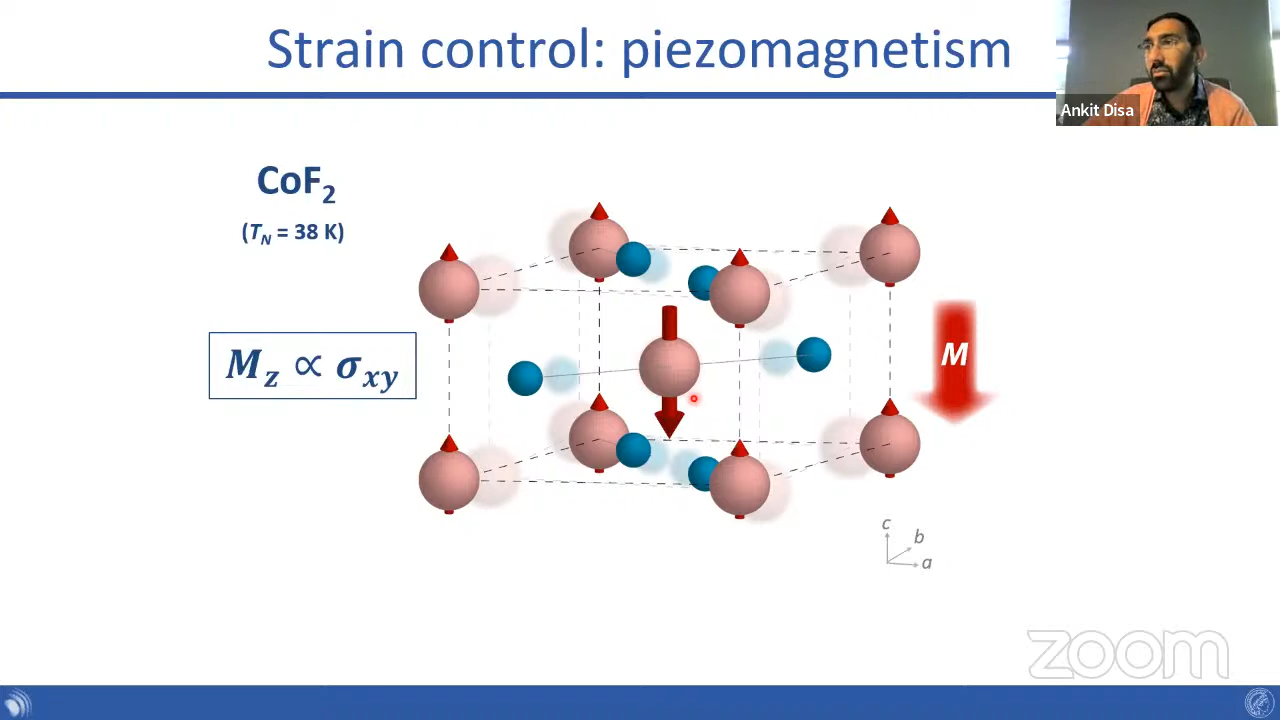 Strain control: piezomagnetism
Ankit Disa
CoF₂
(T_N = 38 K)
M_z ∝ σ_xy
M
c
b
a
zoom